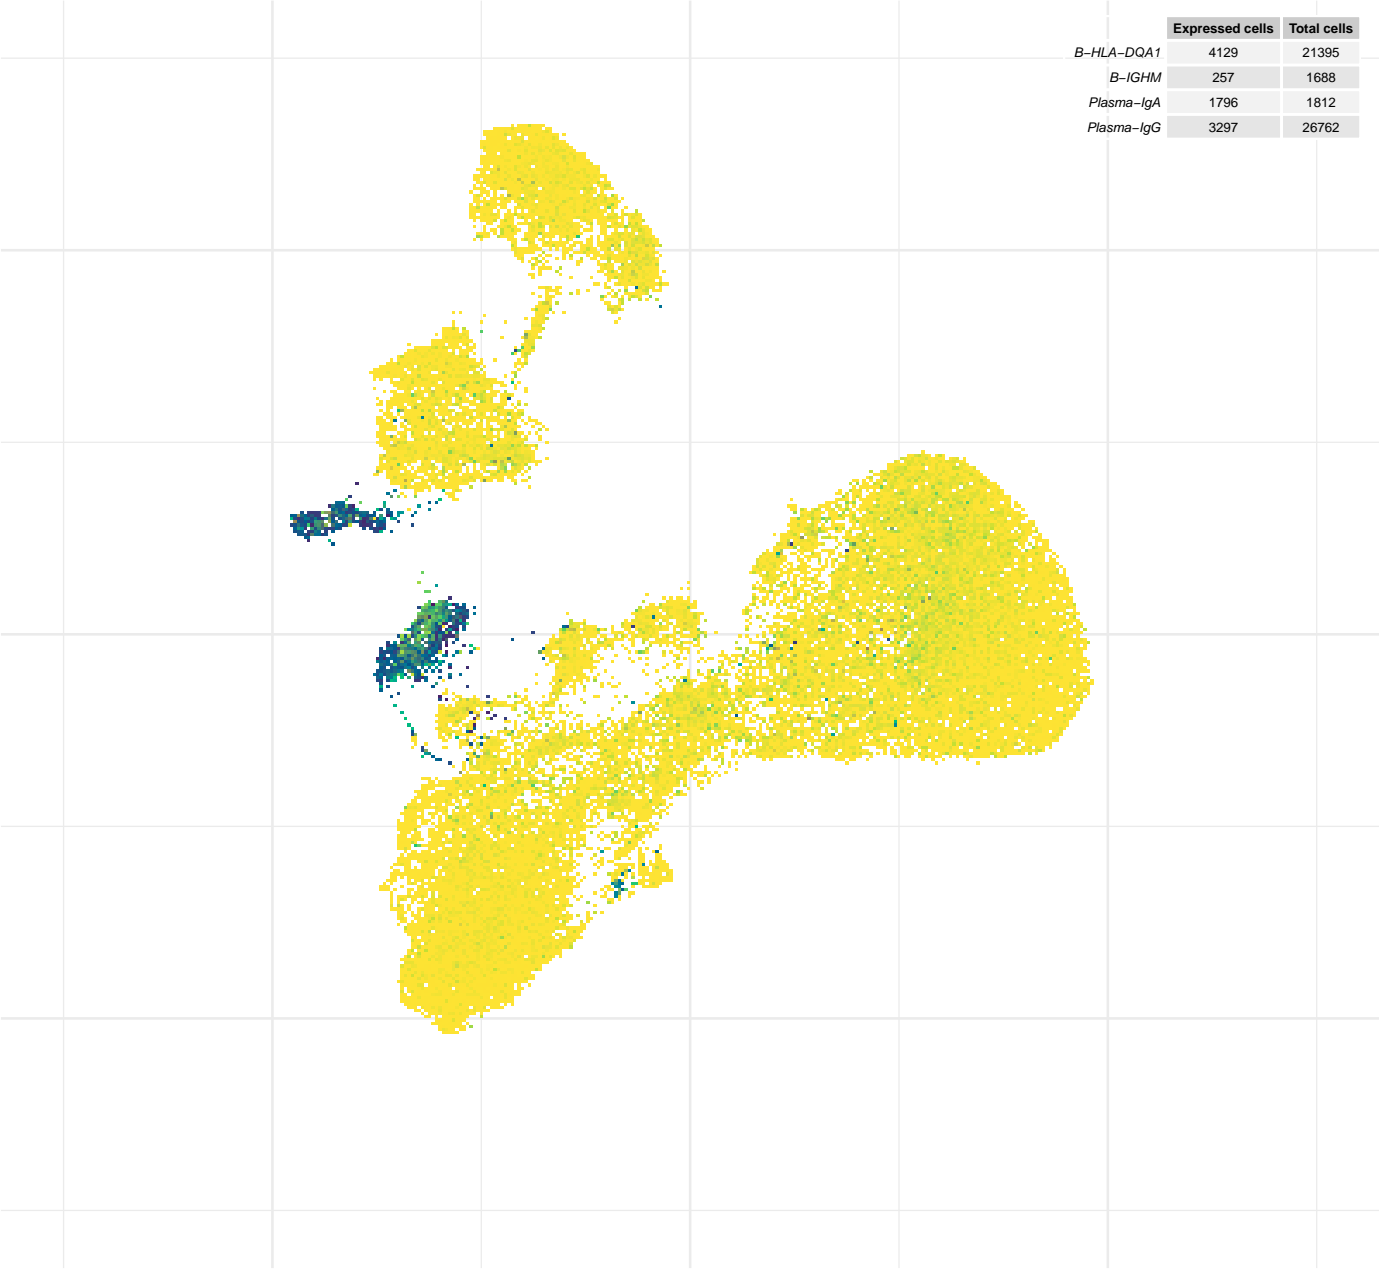 Expressed cells Total cells
B−HLA−DQA1 4129 21395
B−IGHM 257 1688
Plasma−IgA 1796 1812
Plasma−IgG 3297 26762